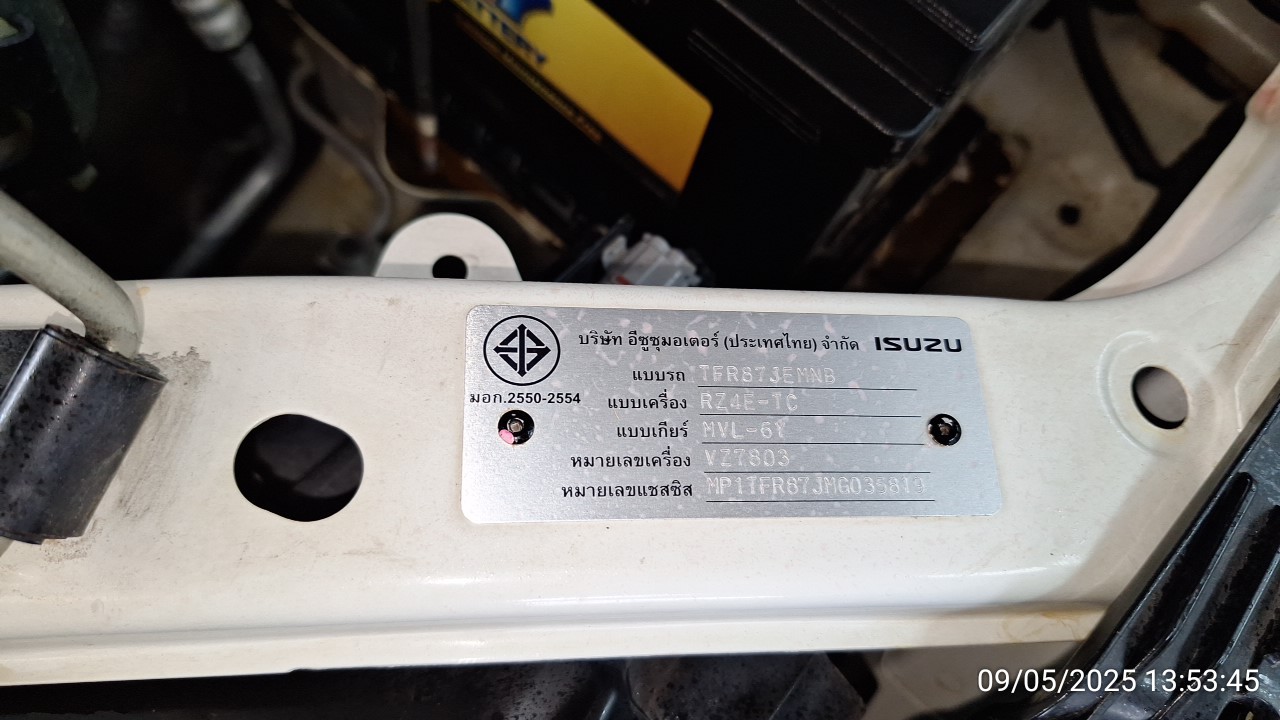 BATTERY
บริษัท อีซูซุมอเตอร์ (ประเทศไทย) จำกัด ISUZU
แบบรถ TFR87JEMNB
มอก.2550-2554
แบบเครื่อง RZ4E-TC
แบบเกียร์ MVL-6Y
หมายเลขเครื่อง VZ7803
หมายเลขแชสซิส MP1TFR87JMG035819
09/05/2025 13:53:45